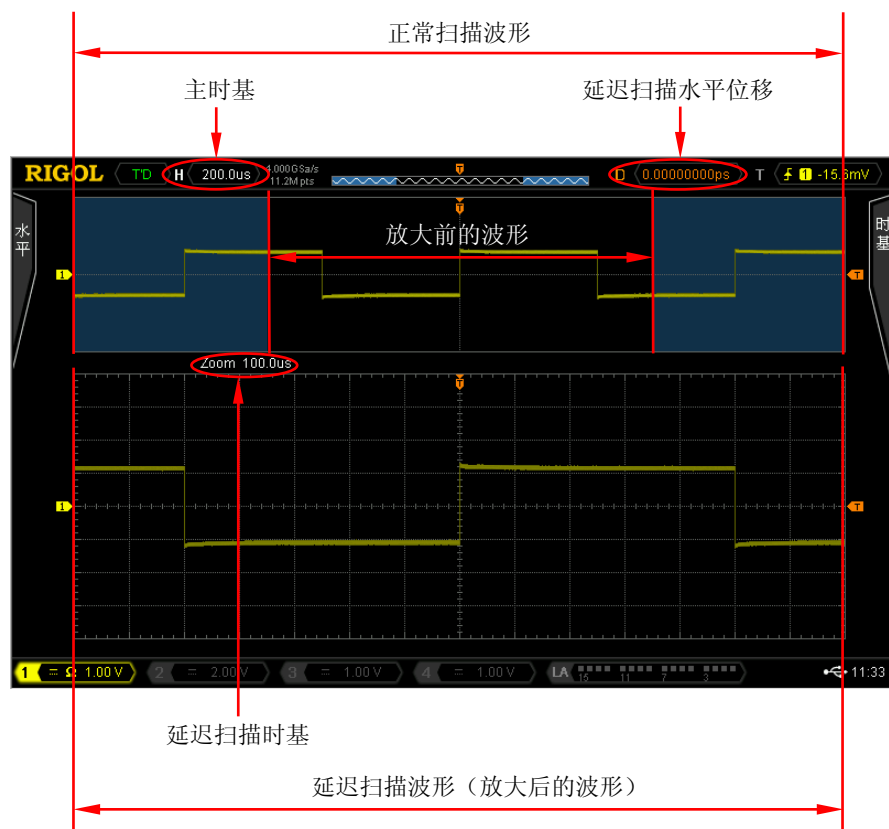 正常扫描波形
主时基 延迟扫描水平位移
RIGOL T'D H 200.0us 4.000GSa/s 11.2M pts T D 0.00000000ps T 1 -15.6mV
水平 时基
T
放大前的波形
1 T
Zoom 100.0us
T
1 T
1 Ω 1.00 V 2 2.00 V 3 1.00 V 4 1.00 V LA 15 11 7 3 11:33
延迟扫描时基
延迟扫描波形（放大后的波形）